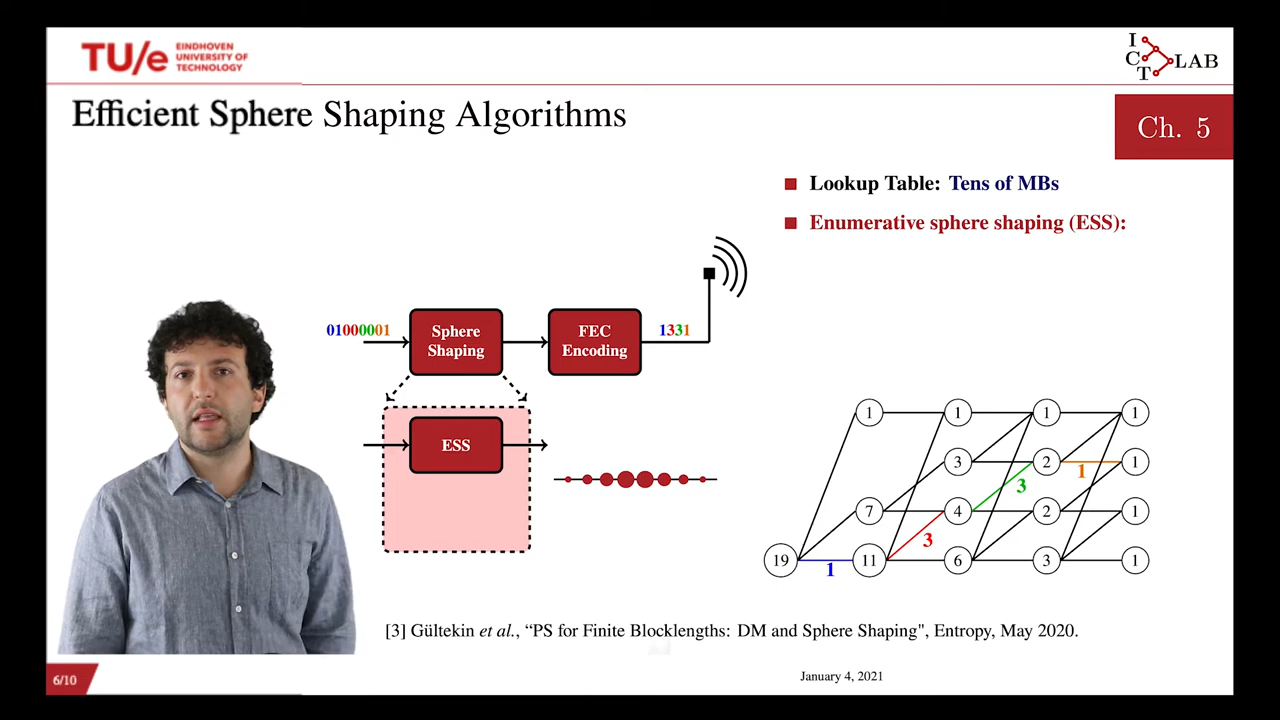 TU/e EINDHOVEN
UNIVERSITY OF
TECHNOLOGY
I
C LAB
T
Efficient Sphere Shaping Algorithms
Ch. 5
Lookup Table: Tens of MBs
Enumerative sphere shaping (ESS):
01000001
Sphere
Shaping
FEC
Encoding
1331
ESS
1 1 1 1
3 2 1
1
3
7 4 2 1
3
19 11 6 3 1
1
[3] Gültekin et al., “PS for Finite Blocklengths: DM and Sphere Shaping", Entropy, May 2020.
6/10
January 4, 2021